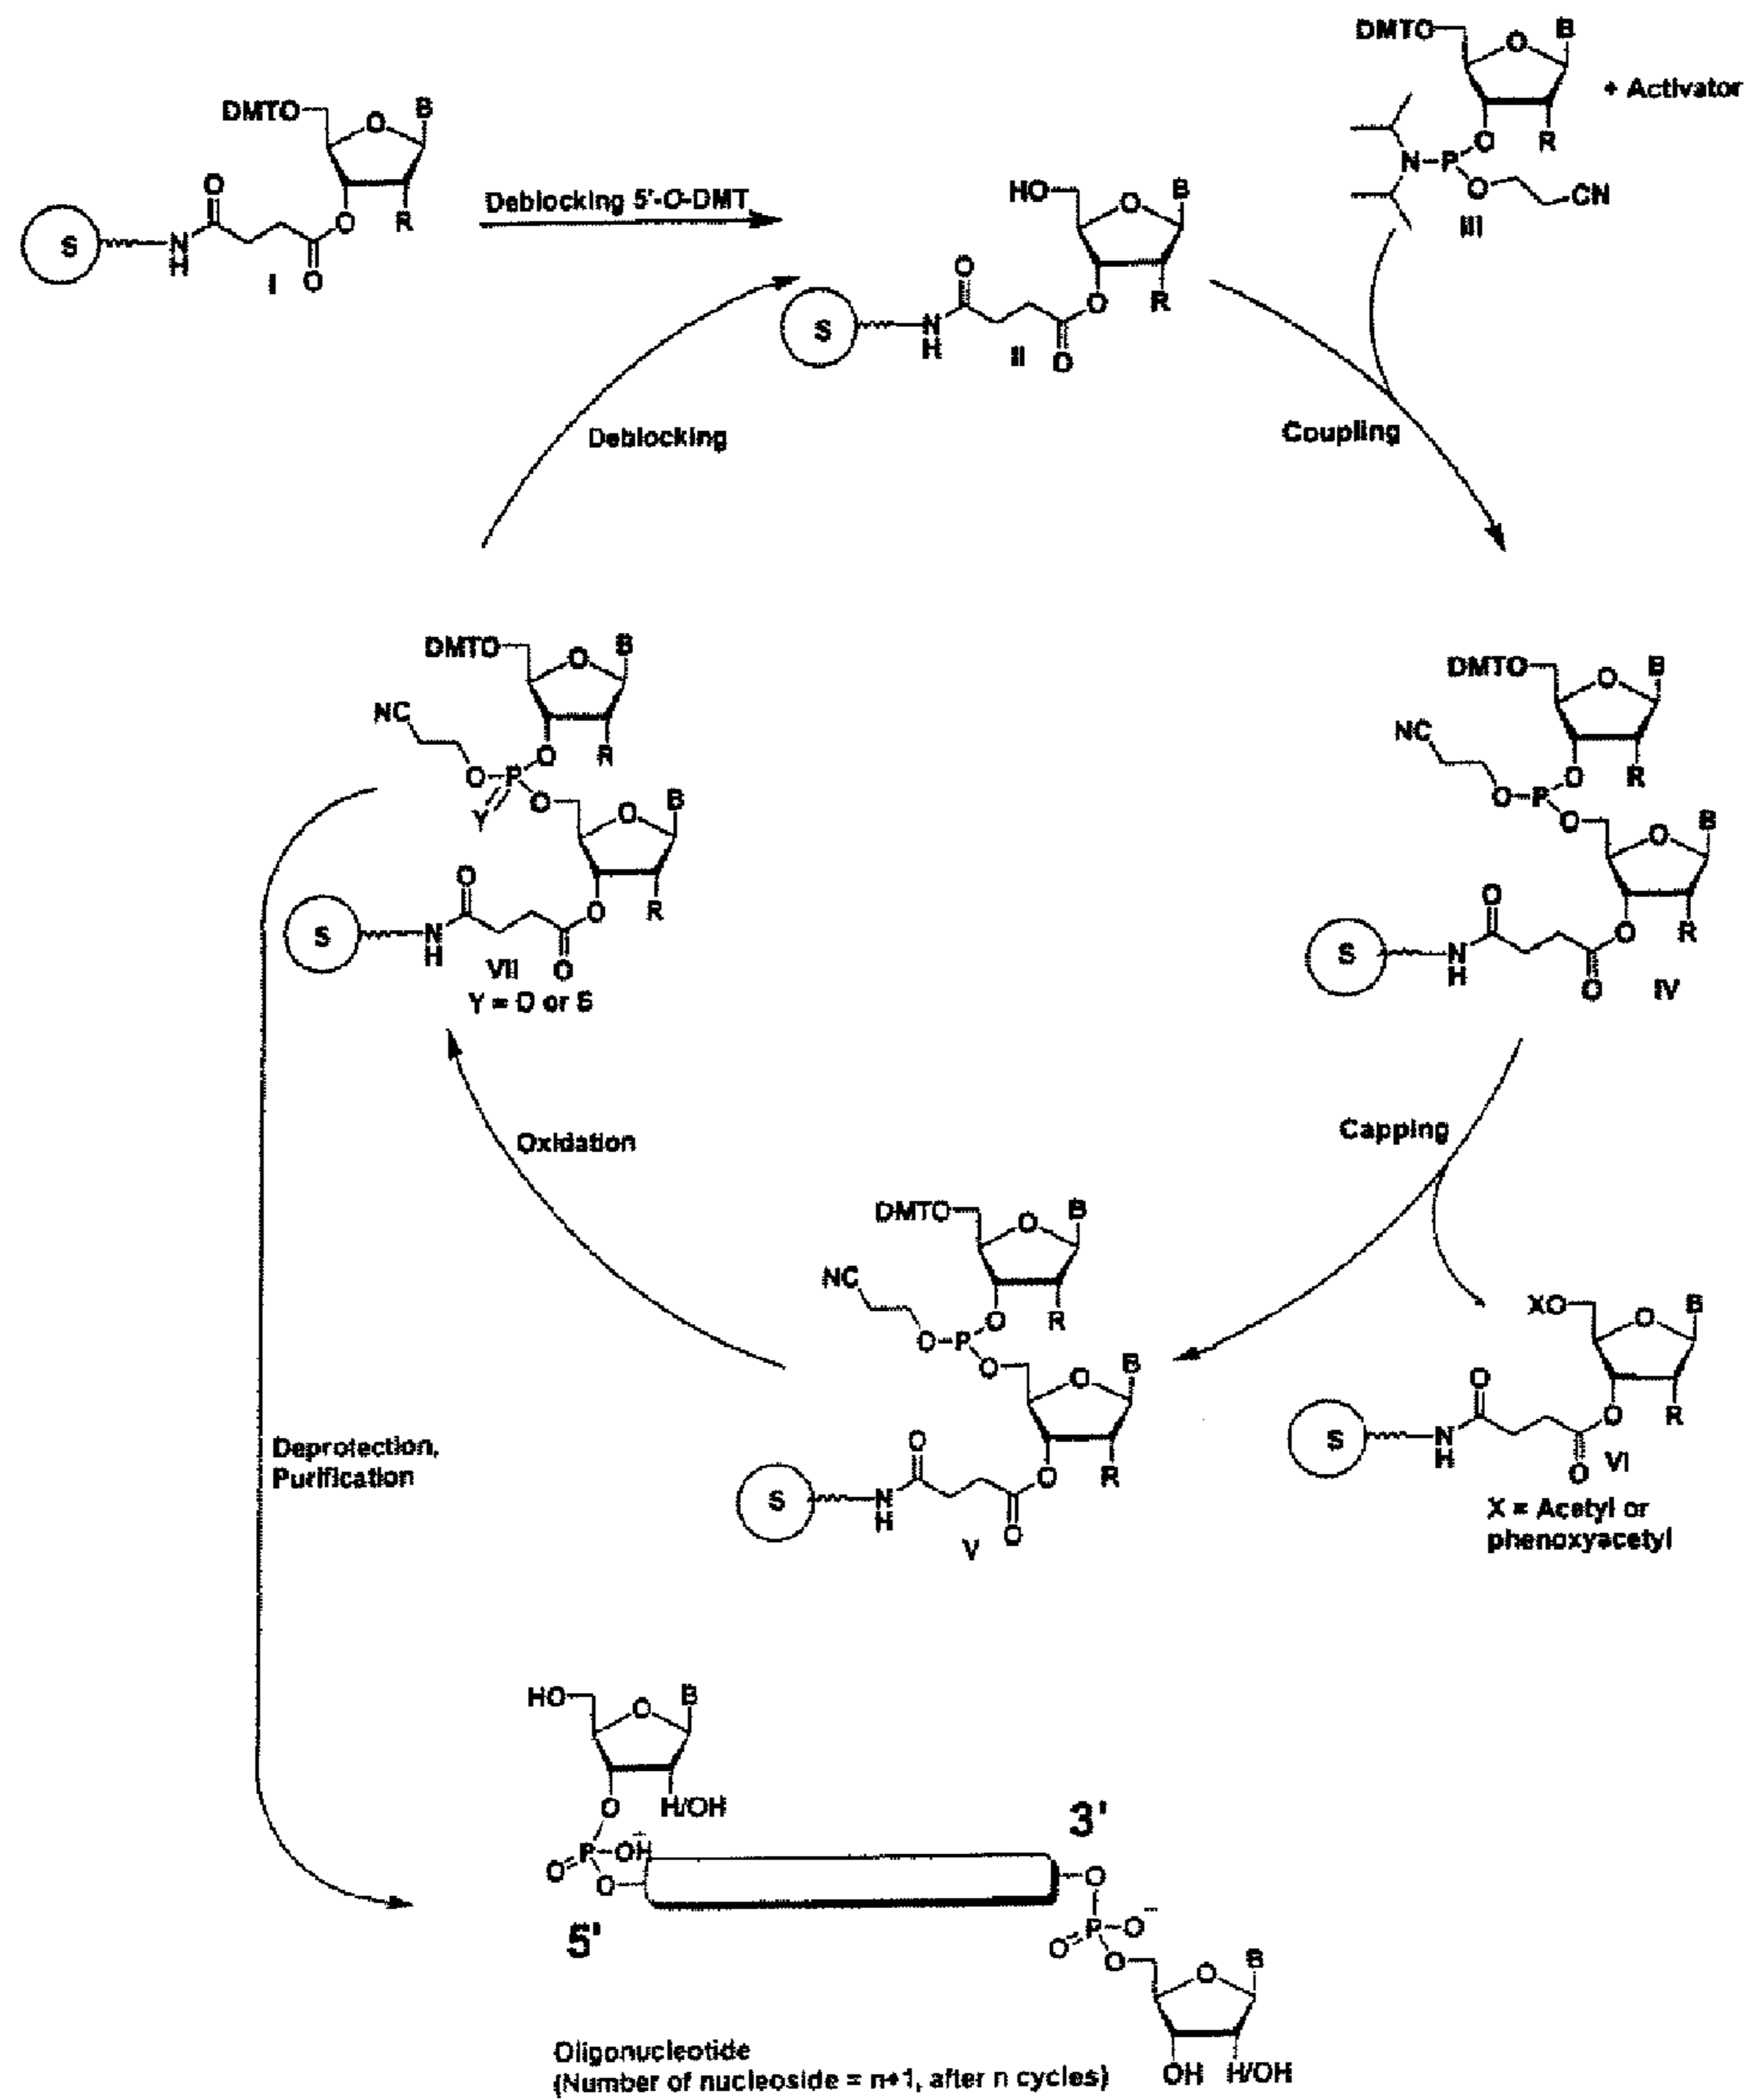 DMTO
O
B
O
S
N
H
O
R
I
O
Deblocking 5'-O-DMT
HO
O
B
O
S
N
H
O
R
II
O
DMTO
O
B
+ Activator
O
R
N-P
O
CN
III
Deblocking
Coupling
DMTO
O
B
NC
O
R
O-P
Y
O
O
B
O
S
N
H
O
R
VII
O
Y = O or S
DMTO
O
B
NC
O
R
O-P
O
O
B
O
S
N
H
O
R
O
IV
Oxidation
Capping
DMTO
O
B
NC
O
R
O-P
O
O
B
O
S
N
H
O
R
O
V
XO
O
B
O
S
N
H
O
R
O
VI
X = Acetyl or
phenoxyacetyl
Deprotection,
Purification
HO
O
B
O
H/OH
O=P-OH
O
5'
3'
O
O=P-O−
O
O
B
OH
H/OH
Oligonucleotide
(Number of nucleoside = n+1, after n cycles)